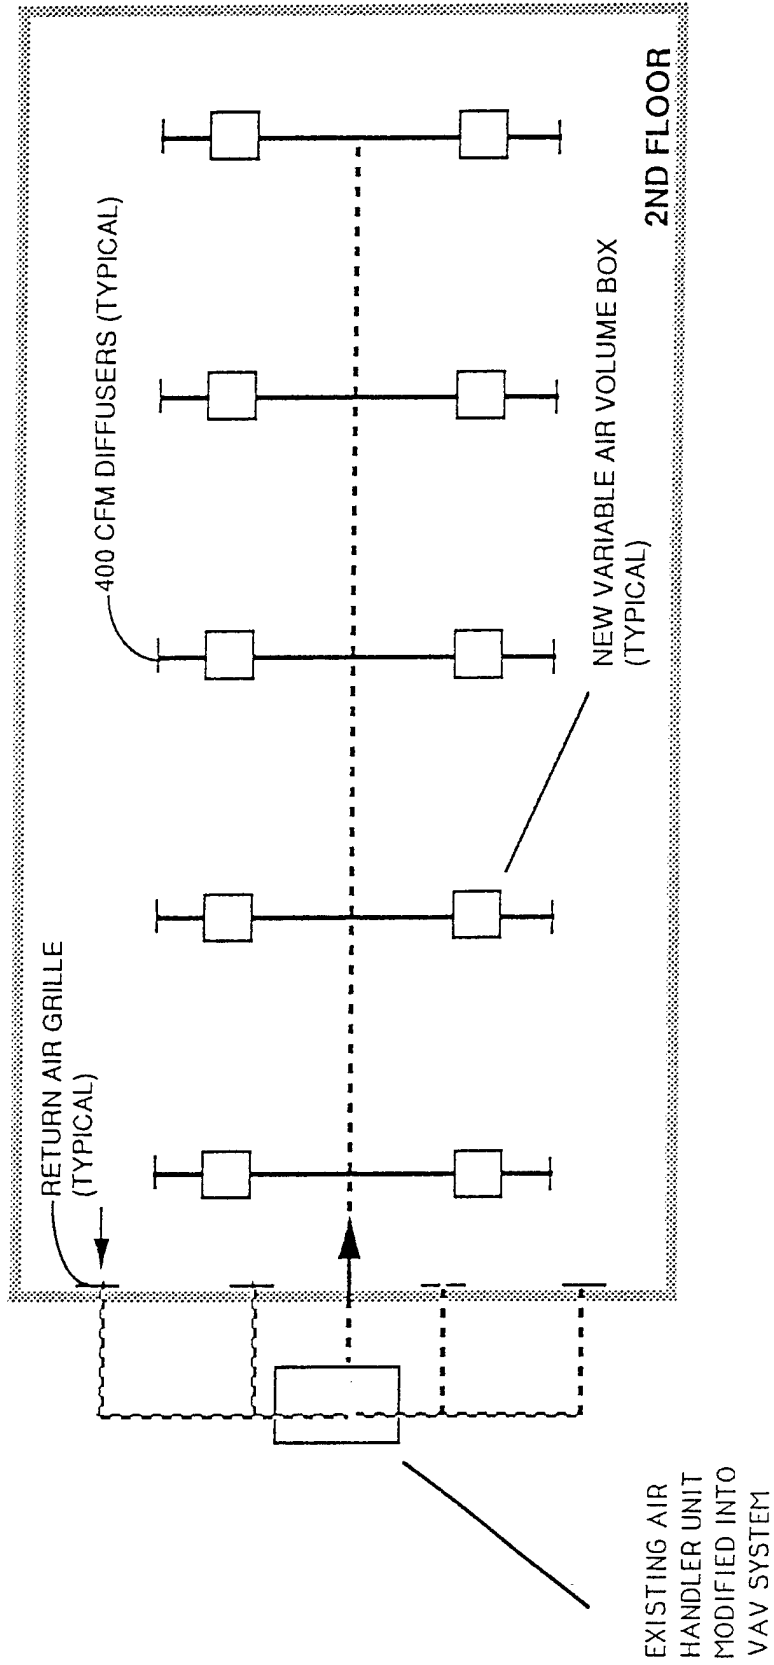 RETURN AIR GRILLE
(TYPICAL)
400 CFM DIFFUSERS (TYPICAL)
NEW VARIABLE AIR VOLUME BOX
(TYPICAL)
2ND FLOOR
EXISTING AIR
HANDLER UNIT
MODIFIED INTO
VAV SYSTEM